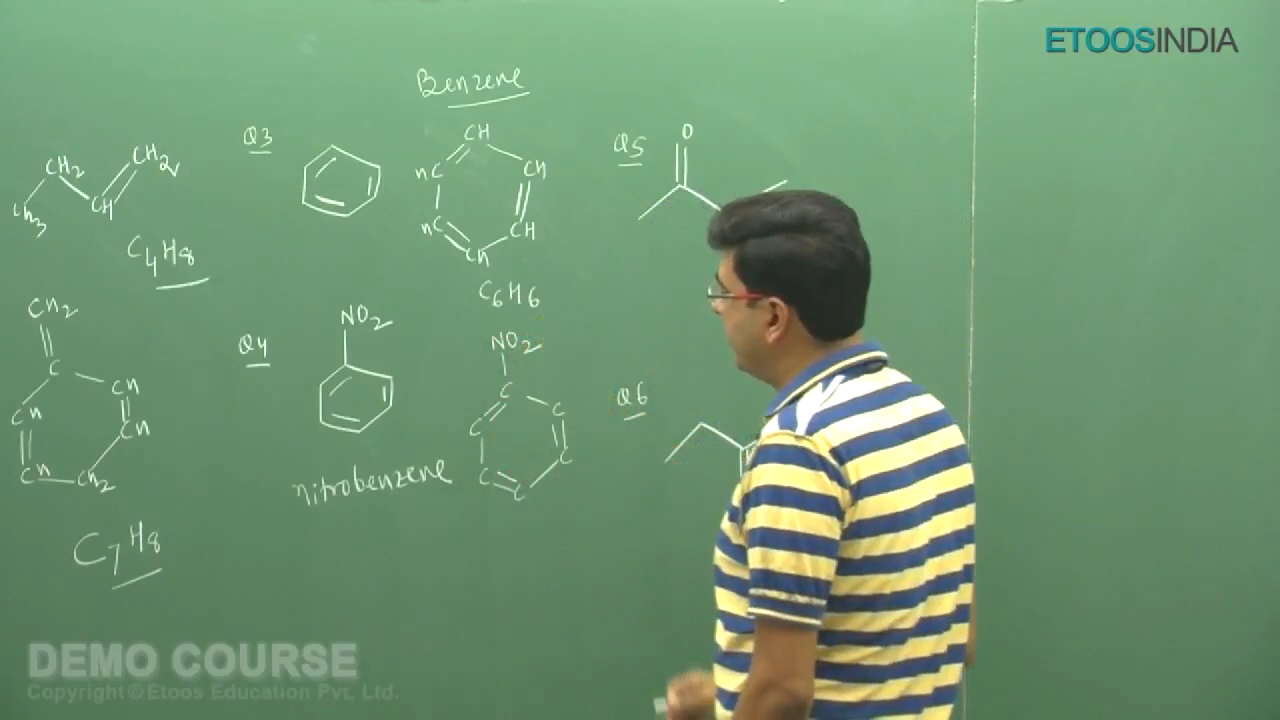 ETOOSINDIA
CH2
CH2
CH3
CH
C4H8
CH2
C
CH
CH
CH
CH
CH2
C7H8
Q3
Benzene
CH
HC
CH
HC
CH
CH
C6H6
Q4
NO2
nitrobenzene
NO2
C
C
C
C
C
C
Q5
O
Q6
DEMO COURSE
Copyright © Etoos Education Pvt. Ltd.